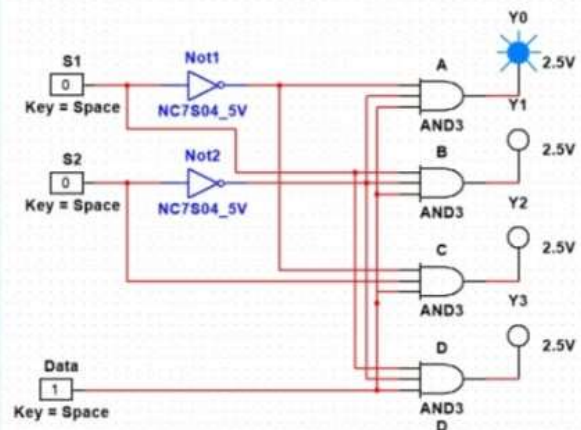 Y0
S1
0
Key = Space
Not1
NC7S04_5V
A
AND3
2.5V
Y1
S2
0
Key = Space
Not2
NC7S04_5V
B
AND3
2.5V
Y2
C
AND3
2.5V
Y3
Data
1
Key = Space
D
AND3
2.5V
D